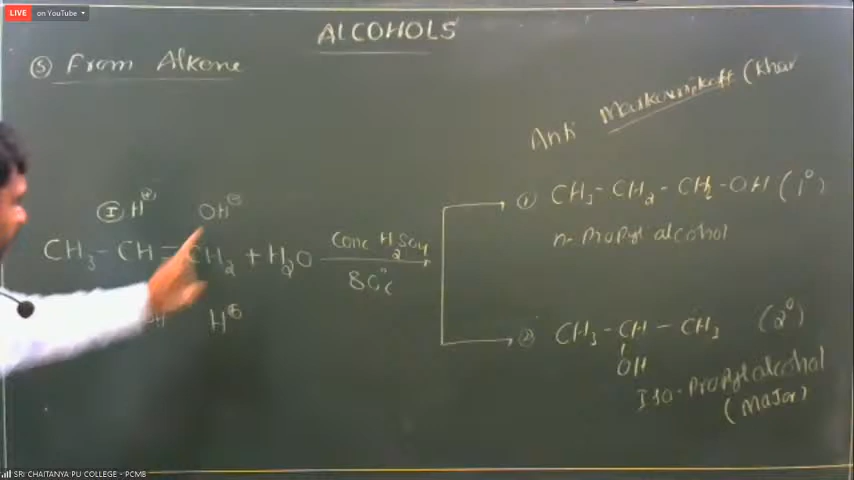 LIVE on YouTube
ALCOHOLS
⑤ From Alkene
Anti Markownikoff (Khar
Ⓘ H⊕ OH⊖
CH₃-CH=CH₂ + H₂O
Conc H₂SO₄
80°C
① CH₃-CH₂-CH₂-OH (1°)
n-Propyl alcohol
OH H⊕
② CH₃-CH-CH₃ (2°)
OH
Iso-Propyl alcohol
(Major)
SRI CHAITANYA PU COLLEGE - PCMB